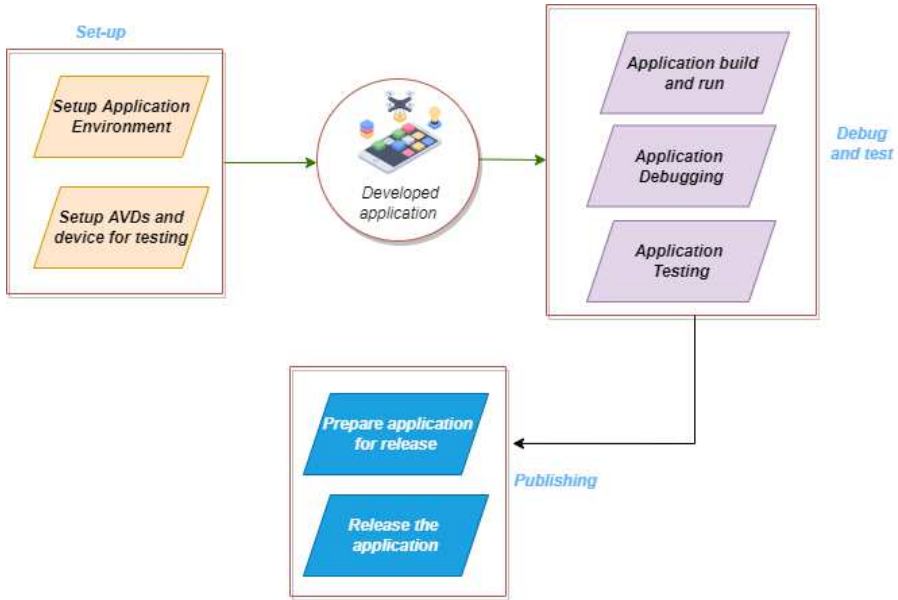 Set-up
Setup Application
Environment
Setup AVDs and
device for testing
Developed
application
Application build
and run
Application
Debugging
Application
Testing
Debug
and test
Prepare application
for release
Release the
application
Publishing